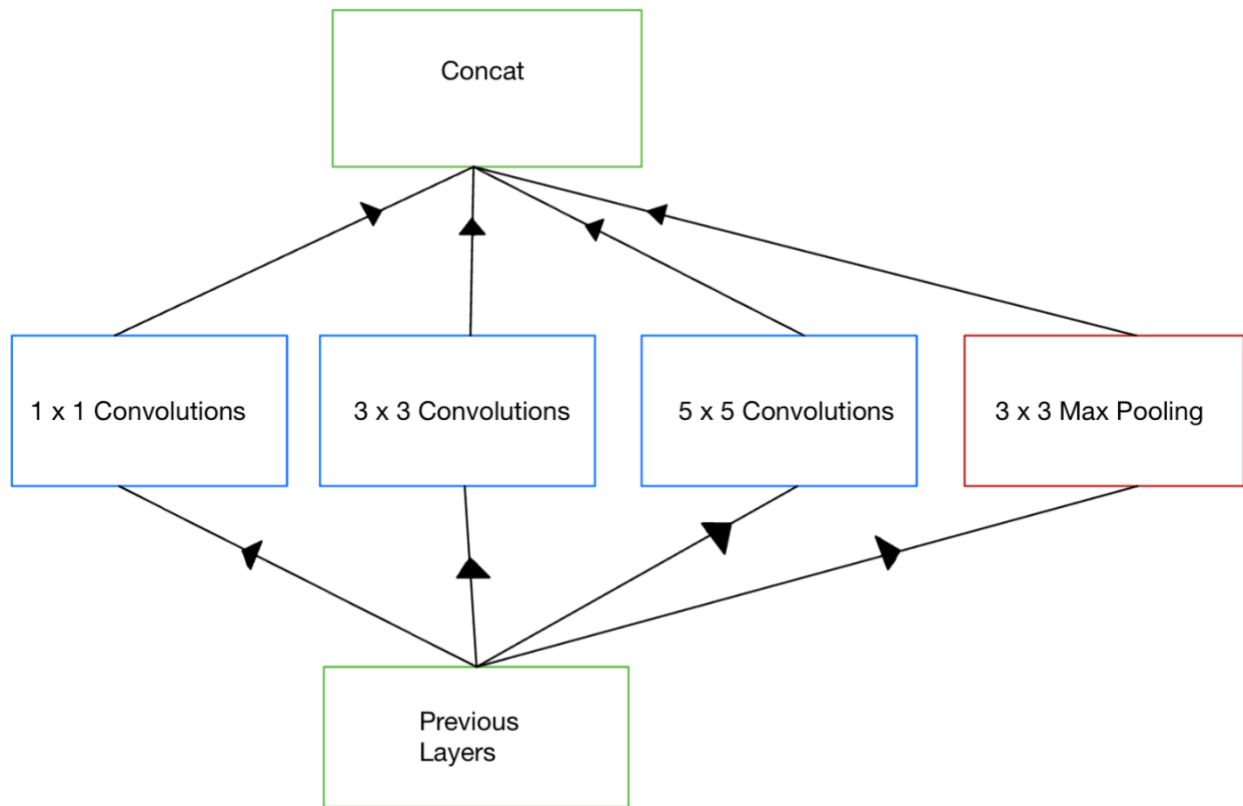 Concat
1 x 1 Convolutions
3 x 3 Convolutions
5 x 5 Convolutions
3 x 3 Max Pooling
Previous
Layers